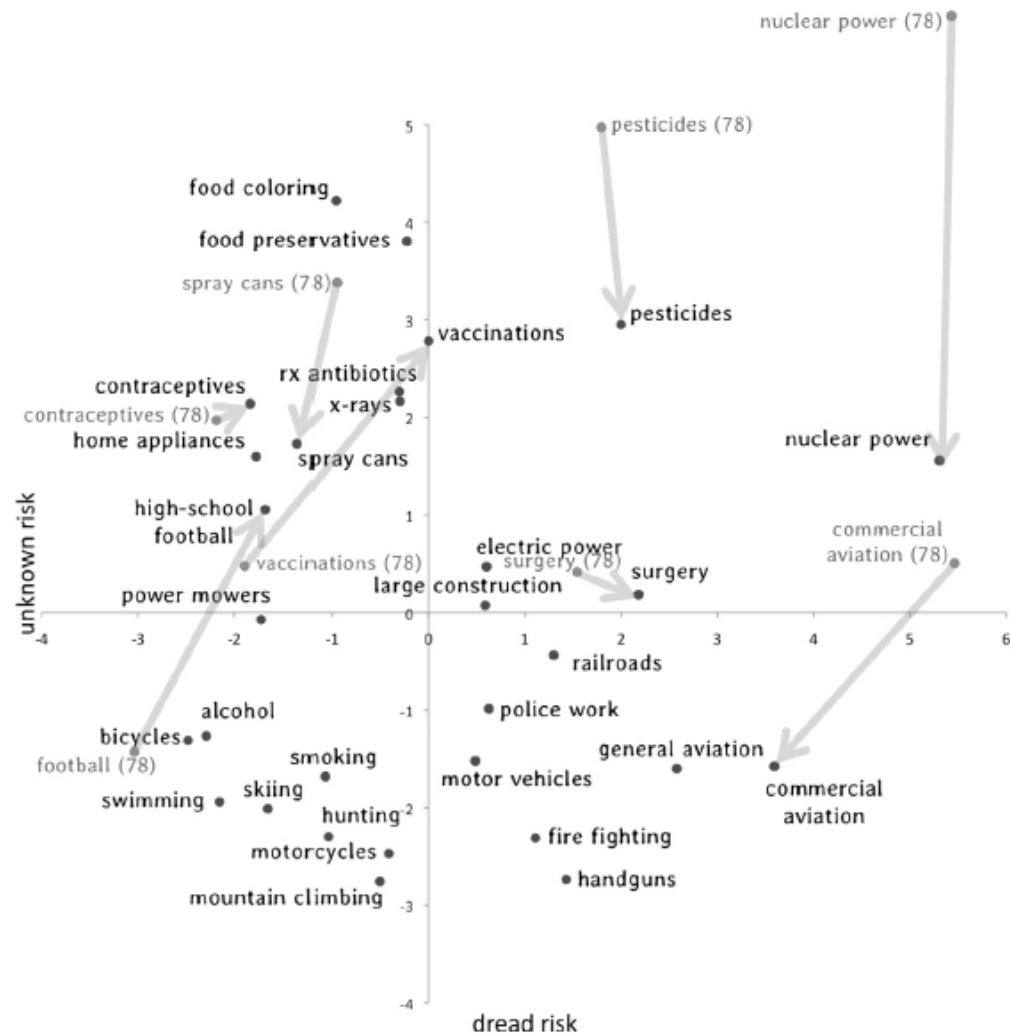 nuclear power (78)
5
pesticides (78)
food coloring
4
food preservatives
spray cans (78)
3
pesticides
vaccinations
rx antibiotics
contraceptives
x-rays
contraceptives (78)
2
home appliances
nuclear power
spray cans
high-school
football
1
commercial
aviation (78)
electric power
vaccinations (78)
surgery (78)
surgery
large construction
power mowers
unknown risk
0
-4
-3
-2
-1
0
1
2
3
4
5
6
railroads
alcohol
-1
police work
bicycles
football (78)
smoking
general aviation
motor vehicles
commercial
aviation
swimming
skiing
-2
hunting
fire fighting
motorcycles
handguns
mountain climbing
-3
-4
dread risk